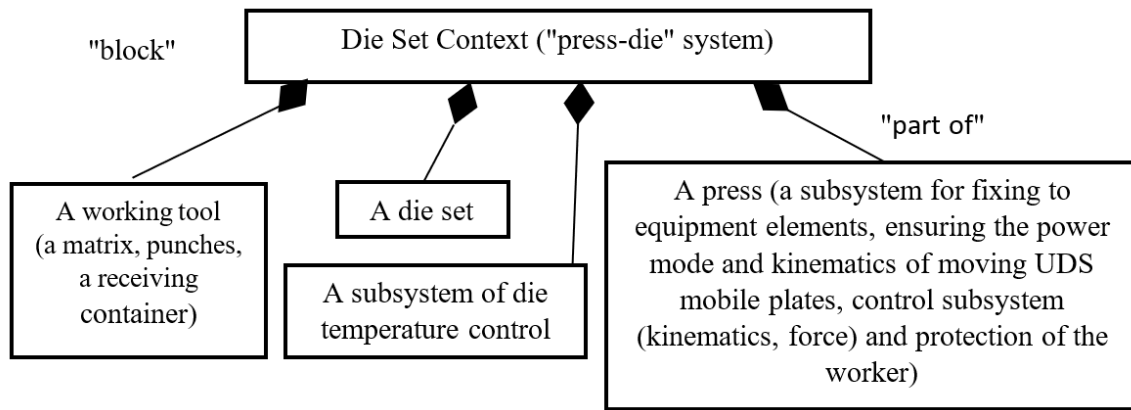 "block"
Die Set Context ("press-die" system)
"part of"
A working tool
(a matrix, punches,
a receiving
container)
A die set
A subsystem of die
temperature control
A press (a subsystem for fixing to
equipment elements, ensuring the power
mode and kinematics of moving UDS
mobile plates, control subsystem
(kinematics, force) and protection of the
worker)